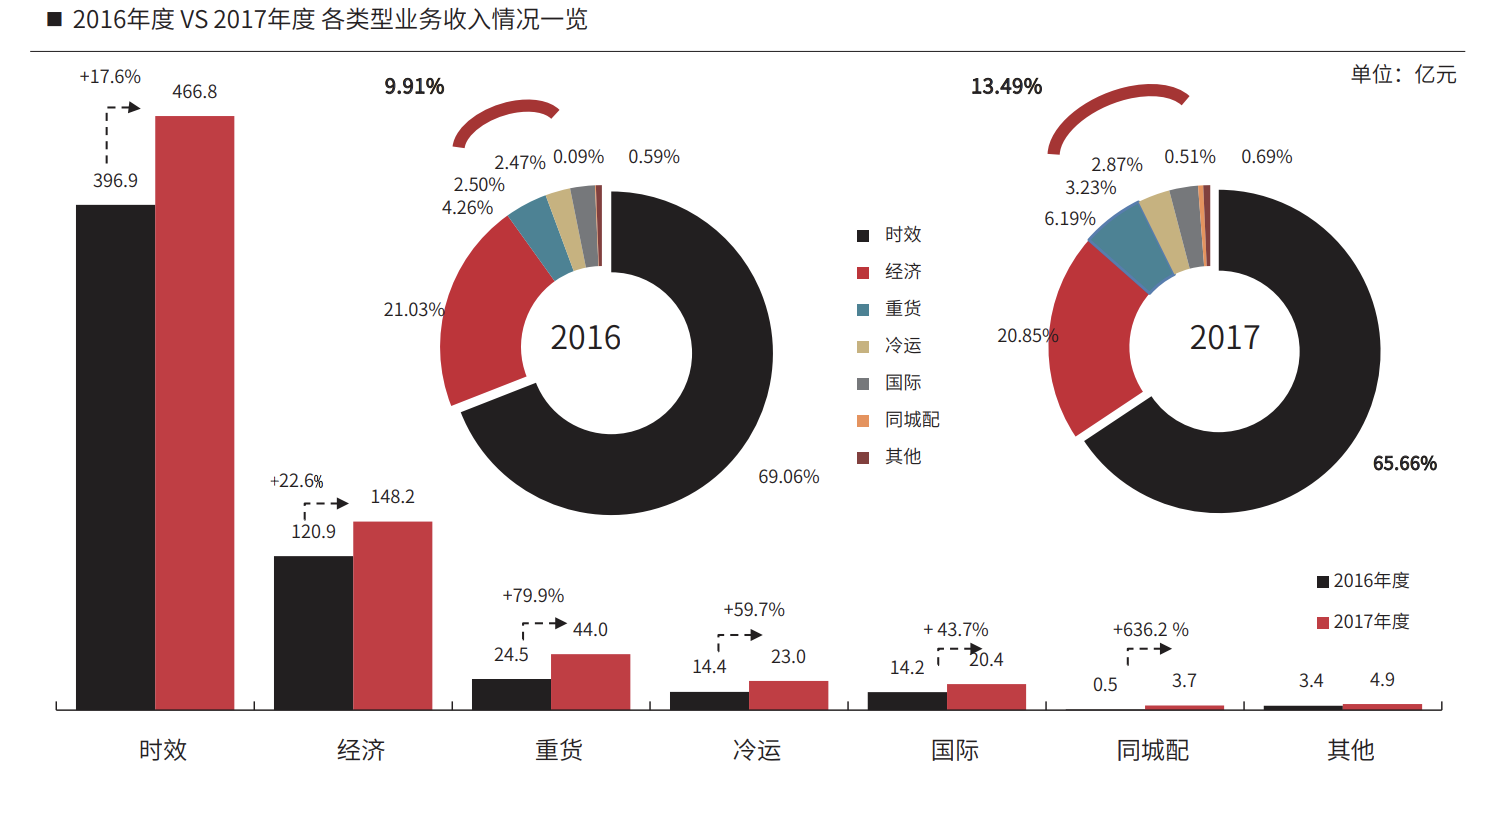 ■ 2016年度 VS 2017年度 各类型业务收入情况一览
单位：亿元
+17.6%
396.9
466.8
+22.6%
120.9
148.2
+79.9%
24.5
44.0
+59.7%
14.4
23.0
+ 43.7%
14.2
20.4
+636.2 %
0.5
3.7
3.4
4.9
时效
经济
重货
冷运
国际
同城配
其他
9.91%
2.47%
0.09%
0.59%
2.50%
4.26%
21.03%
2016
69.06%
时效
经济
重货
冷运
国际
同城配
其他
13.49%
2.87%
0.51%
0.69%
3.23%
6.19%
20.85%
2017
65.66%
2016年度
2017年度